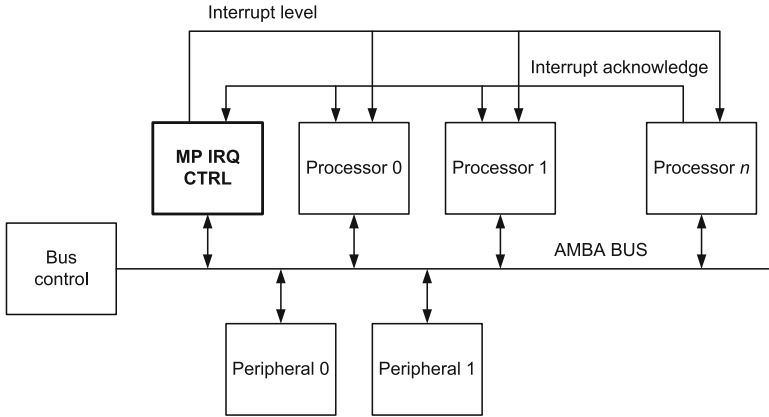 Interrupt level
Interrupt acknowledge
MP IRQ
CTRL
Processor 0
Processor 1
Processor n
Bus
control
AMBA BUS
Peripheral 0
Peripheral 1